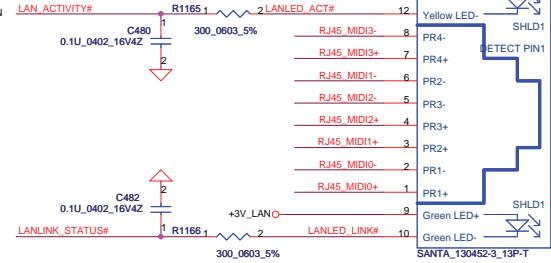 N
LAN_ACTIVITY#
R1165 1 2 LANLED_ACT# 12 Yellow LED-
SHLD1
C480
0.1U_0402_16V4Z
1
2
300_0603_5%
RJ45_MIDI3- 8 PR4-
DETECT PIN1
RJ45_MIDI3+ 7 PR4+
RJ45_MIDI1- 6 PR2-
RJ45_MIDI2- 5 PR3-
RJ45_MIDI2+ 4 PR3+
RJ45_MIDI1+ 3 PR2+
RJ45_MIDI0- 2 PR1-
RJ45_MIDI0+ 1 PR1+
C482
0.1U_0402_16V4Z
2
1
SHLD1
+3V_LAN 9 Green LED+
LANLINK_STATUS# R1166 1 2 LANLED_LINK# 10 Green LED-
300_0603_5%
SANTA_130452-3_13P-T